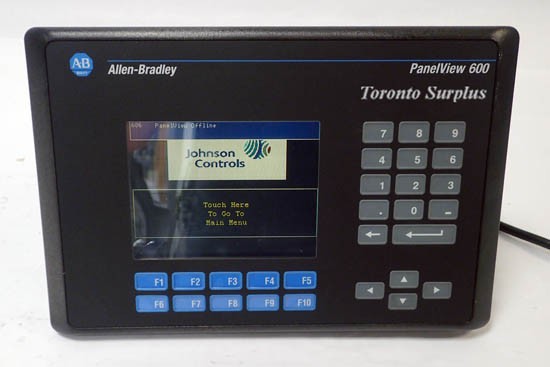 AB
Allen-Bradley
PanelView 600
Toronto Surplus
606 PanelView Offline
Johnson
Controls
Touch Here
To Go To
Main Menu
7 8 9
4 5 6
1 2 3
. 0 -
F1 F2 F3 F4 F5
F6 F7 F8 F9 F10